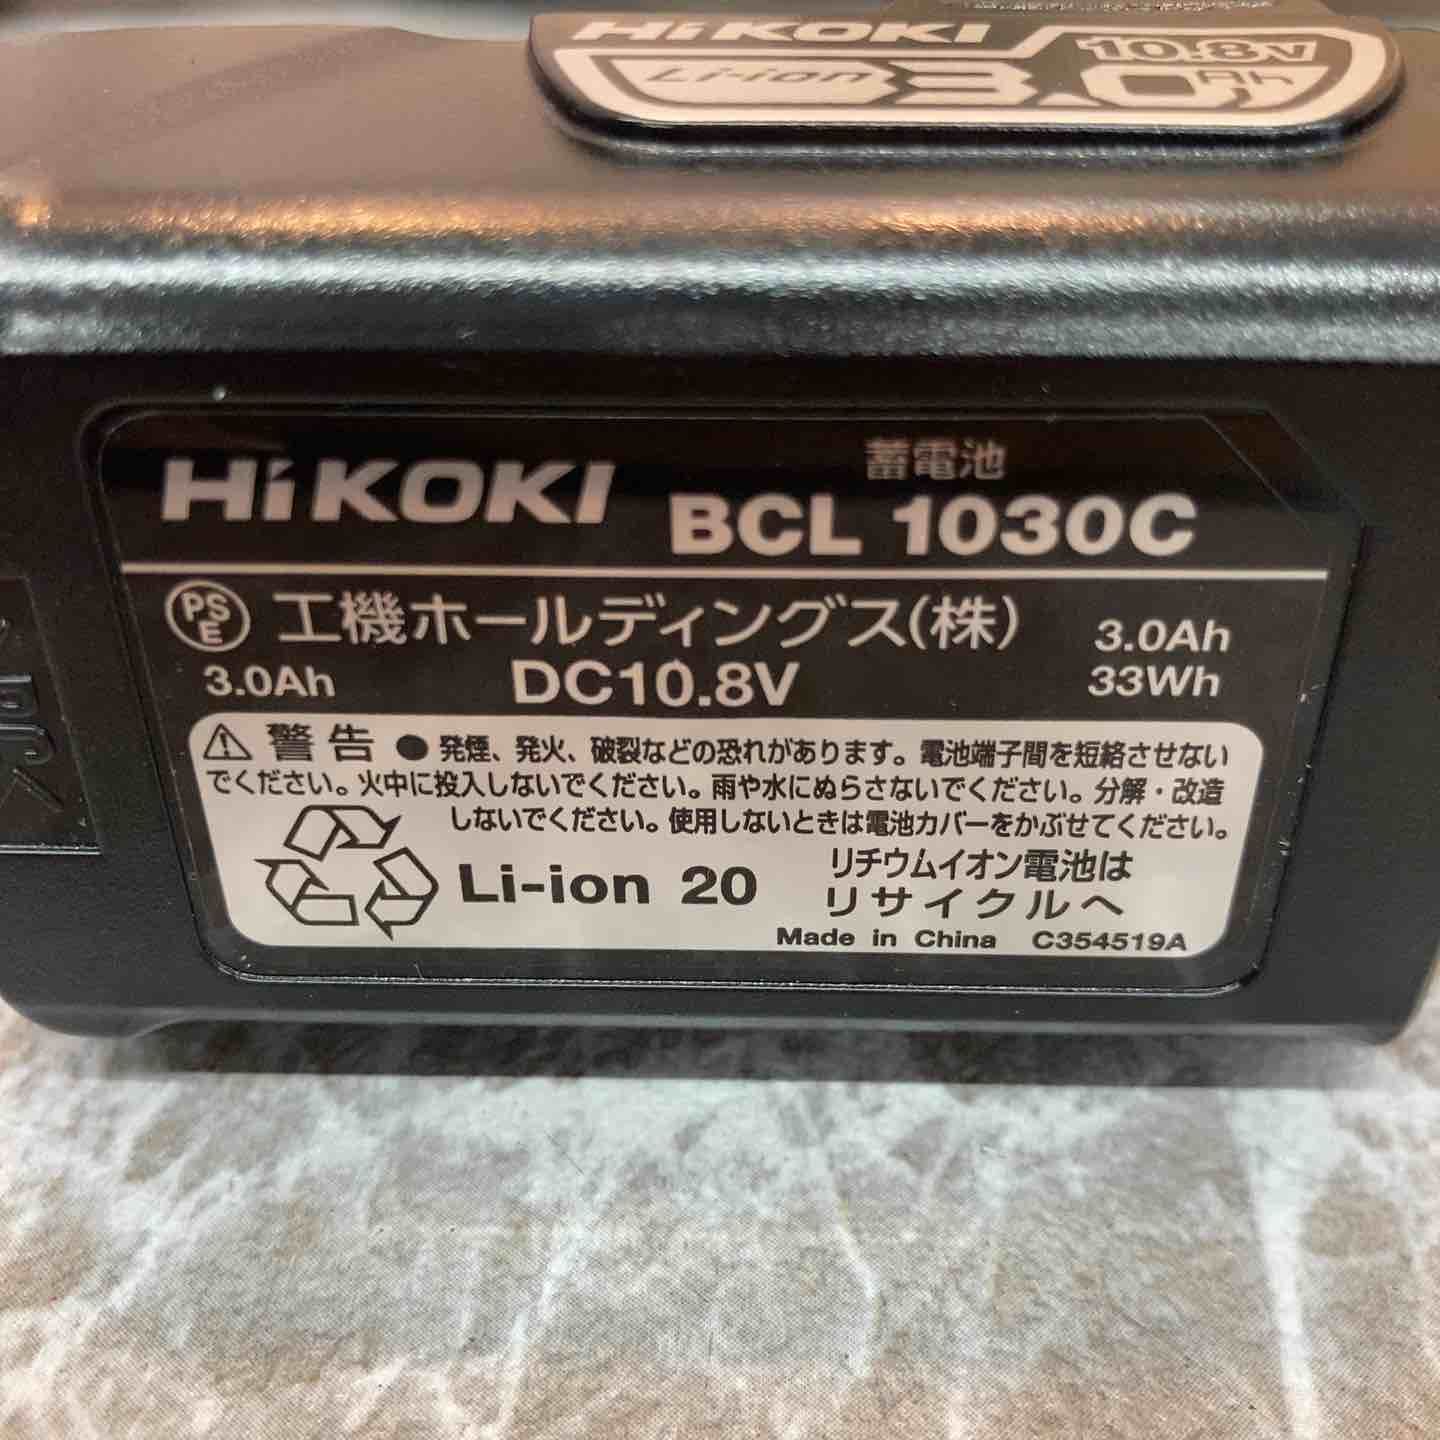 HiKOKI
10.8V
Li-ion 3.0Ah
蓄電池
HiKOKI BCL 1030C
PSE 工機ホールディングス(株) 3.0Ah
3.0Ah DC10.8V 33Wh
警告 ● 発煙、発火、破裂などの恐れがあります。電池端子間を短絡させない
でください。火中に投入しないでください。雨や水にぬらさないでください。分解・改造
しないでください。使用しないときは電池カバーをかぶせてください。
Li-ion 20 リチウムイオン電池は
リサイクルへ
Made in China C354519A